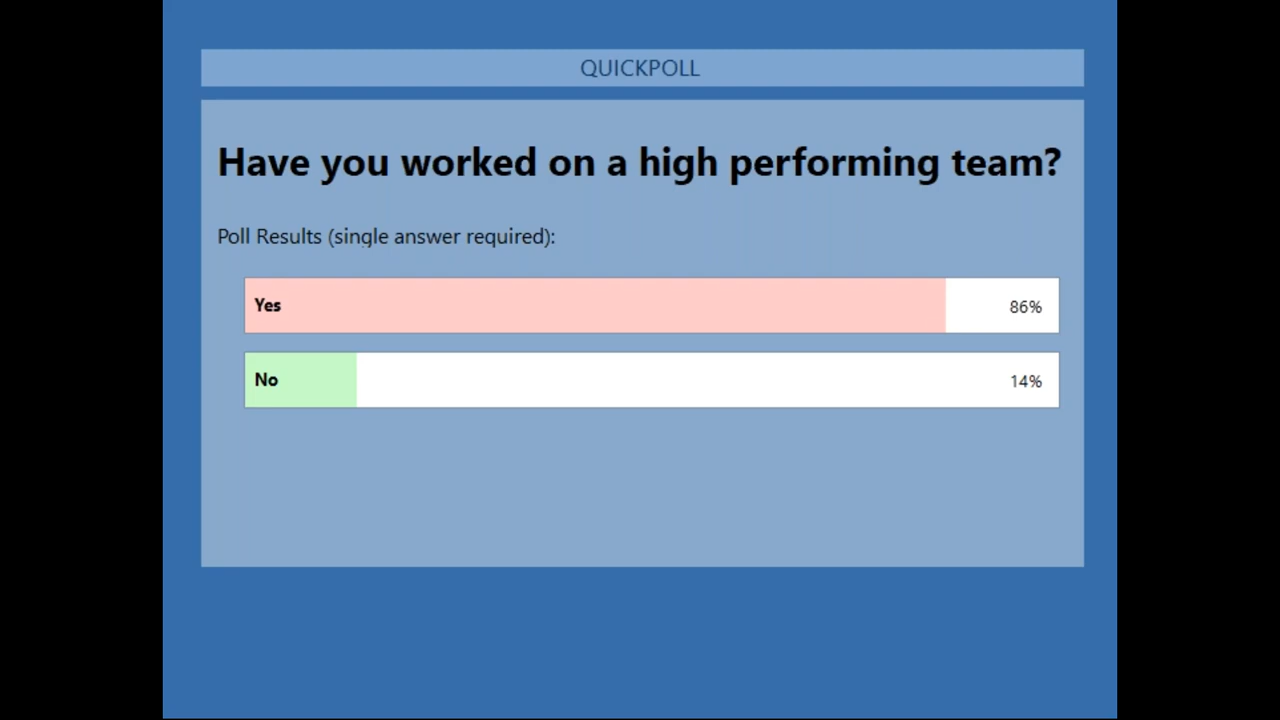 QUICKPOLL
Have you worked on a high performing team?
Poll Results (single answer required):
Yes 86%
No 14%